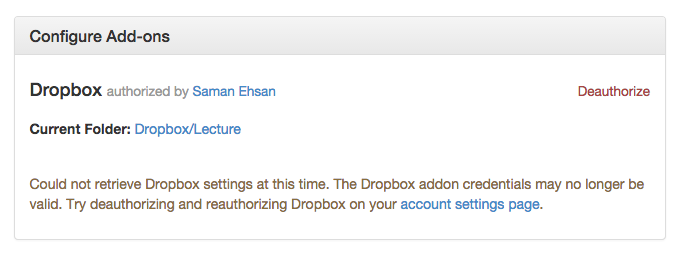 Configure Add-ons
Dropbox authorized by Saman Ehsan Deauthorize
Current Folder: Dropbox/Lecture
Could not retrieve Dropbox settings at this time. The Dropbox addon credentials may no longer be
valid. Try deauthorizing and reauthorizing Dropbox on your account settings page.